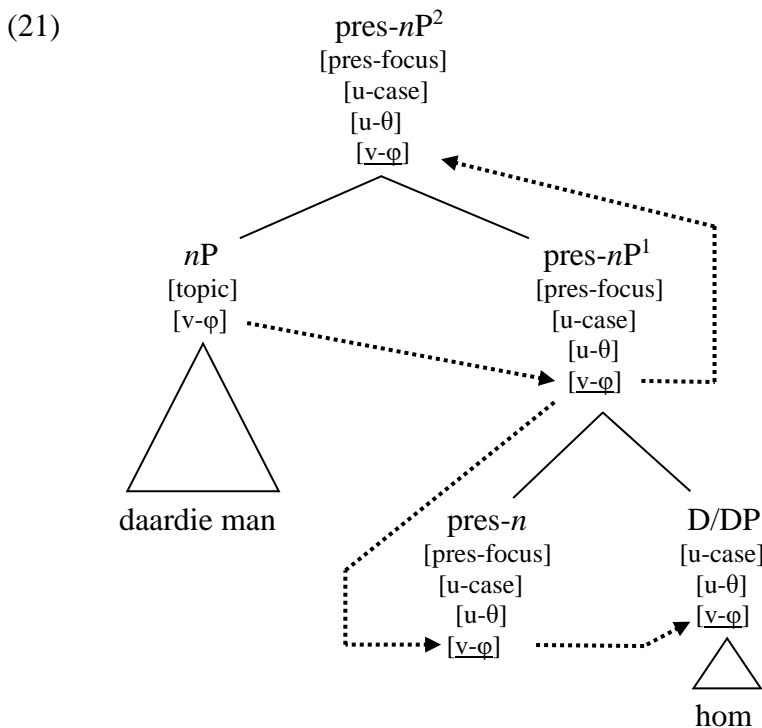 (21) pres-nP²
[pres-focus]
[u-case]
[u-θ]
[v-φ]
nP pres-nP¹
[topic] [pres-focus]
[v-φ] [u-case]
[u-θ]
[v-φ]
daardie man
pres-n D/DP
[pres-focus] [u-case]
[u-case] [u-θ]
[u-θ] [v-φ]
[v-φ]
hom